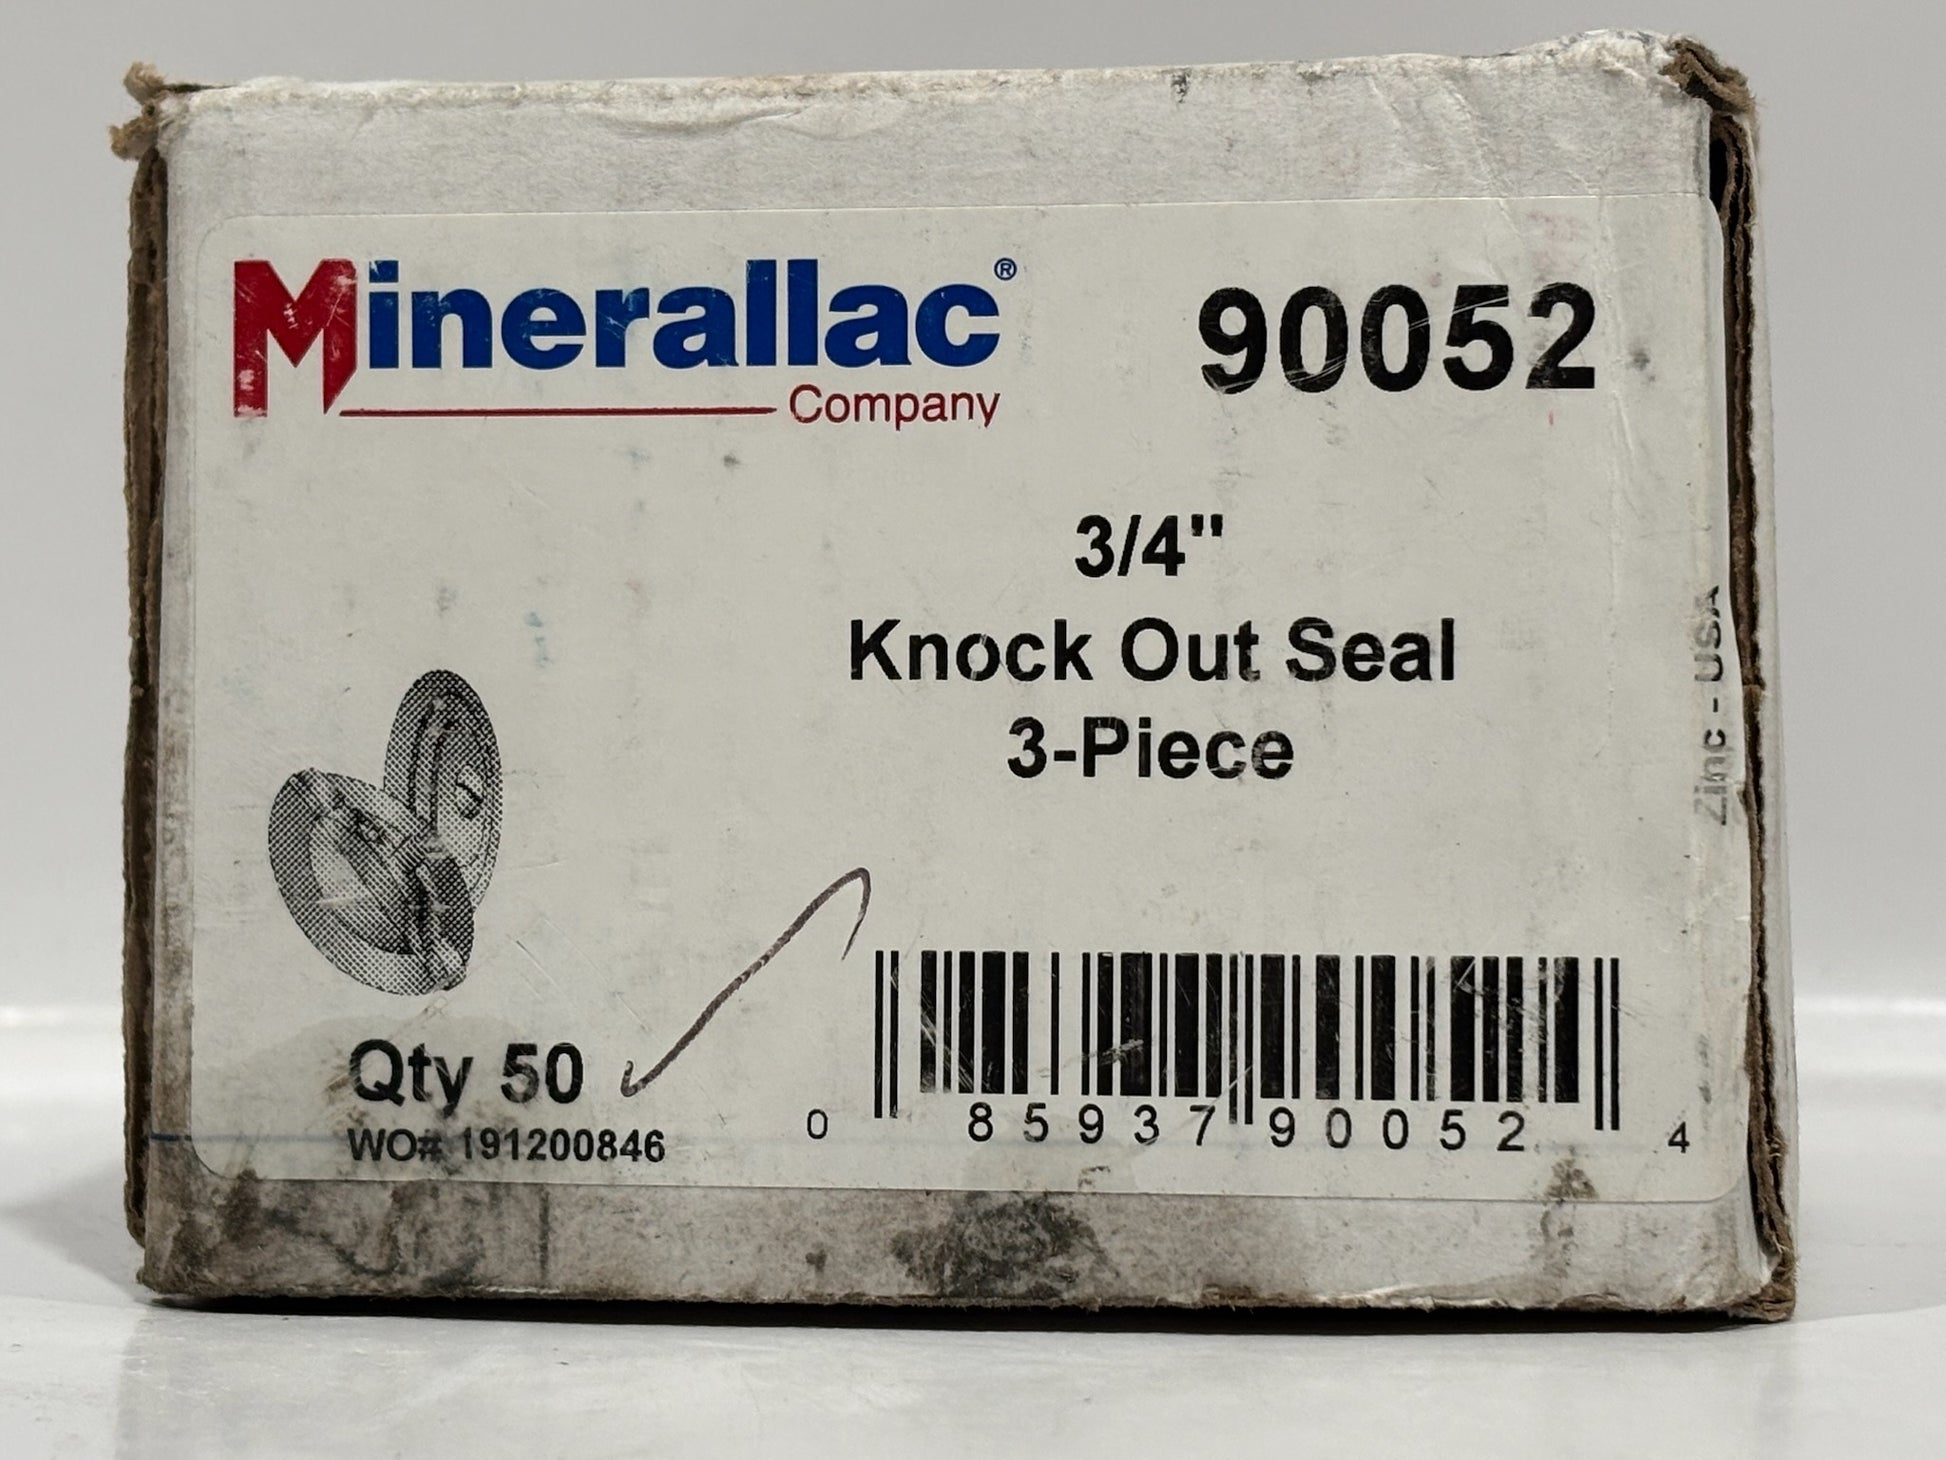 Minerallac®
Company
90052
3/4"
Knock Out Seal
3-Piece
Zinc - USA
Qty 50
WO# 191200846
0 85937 90052 4